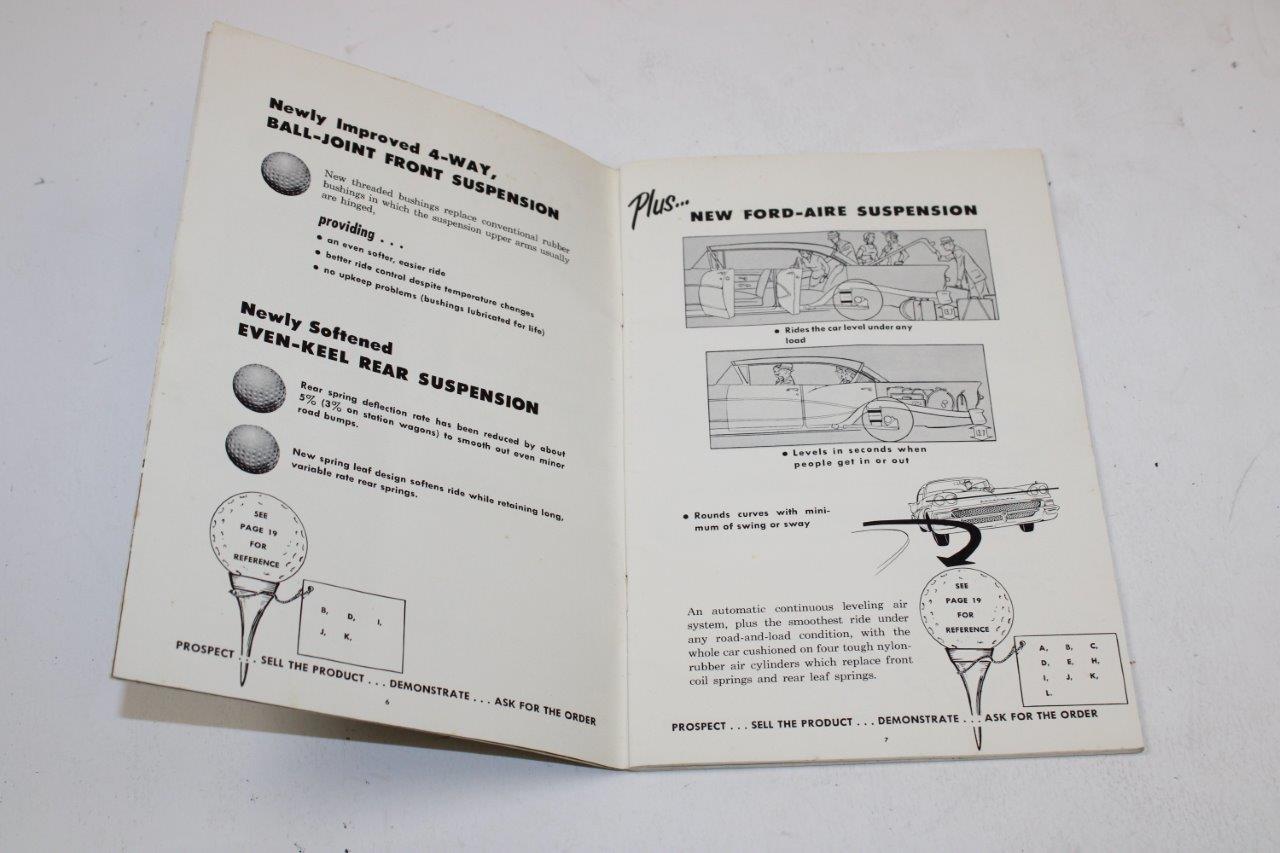 Newly Improved 4-WAY,
BALL-JOINT FRONT SUSPENSION
New threaded bushings replace conventional rubber
bushings in which the suspension upper arms usually
are hinged,
providing . . .
• an even softer, easier ride
• better ride control despite temperature changes
• no upkeep problems (bushings lubricated for life)
Newly Softened
EVEN-KEEL REAR SUSPENSION
Rear spring deflection rate has been reduced by about
5% (3% on station wagons) to smooth out even minor
road bumps.
New spring leaf design softens ride while retaining long,
variable rate rear springs.
SEE
PAGE 19
FOR
REFERENCE
B, D, I,
J, K,
PROSPECT . . . SELL THE PRODUCT . . . DEMONSTRATE . . . ASK FOR THE ORDER
6
Plus...
NEW FORD-AIRE SUSPENSION
• Rides the car level under any
load
• Levels in seconds when
people get in or out
• Rounds curves with mini-
mum of swing or sway
An automatic continuous leveling air
system, plus the smoothest ride under
any road-and-load condition, with the
whole car cushioned on four tough nylon-
rubber air cylinders which replace front
coil springs and rear leaf springs.
SEE
PAGE 19
FOR
REFERENCE
A, B, C,
D, E, H,
I, J, K,
L.
PROSPECT . . . SELL THE PRODUCT . . . DEMONSTRATE . . . ASK FOR THE ORDER
7